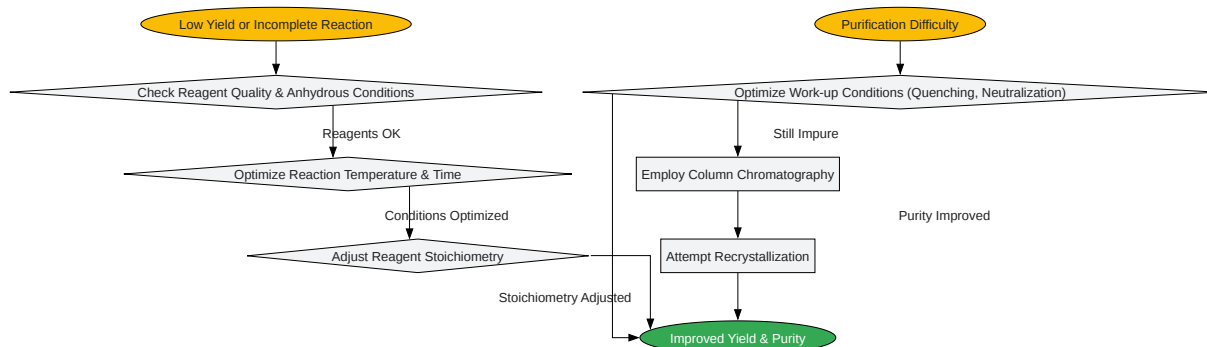 Low Yield or Incomplete Reaction
Purification Difficulty
Check Reagent Quality & Anhydrous Conditions
Optimize Work-up Conditions (Quenching, Neutralization)
Reagents OK
Still Impure
Optimize Reaction Temperature & Time
Employ Column Chromatography
Conditions Optimized
Purity Improved
Adjust Reagent Stoichiometry
Attempt Recrystallization
Stoichiometry Adjusted
Improved Yield & Purity